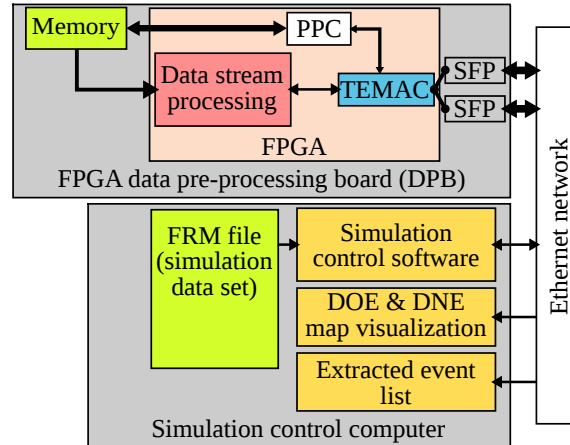 Memory
PPC
Data stream
processing
TEMAC
SFP
SFP
FPGA
FPGA data pre-processing board (DPB)
Ethernet network
FRM file
(simulation
data set)
Simulation
control software
DOE & DNE
map visualization
Extracted event
list
Simulation control computer